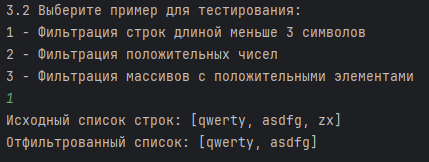 3.2 Выберите пример для тестирования:
1 - Фильтрация строк длиной меньше 3 символов
2 - Фильтрация положительных чисел
3 - Фильтрация массивов с положительными элементами
1
Исходный список строк: [qwerty, asdfg, zx]
Отфильтрованный список: [qwerty, asdfg]